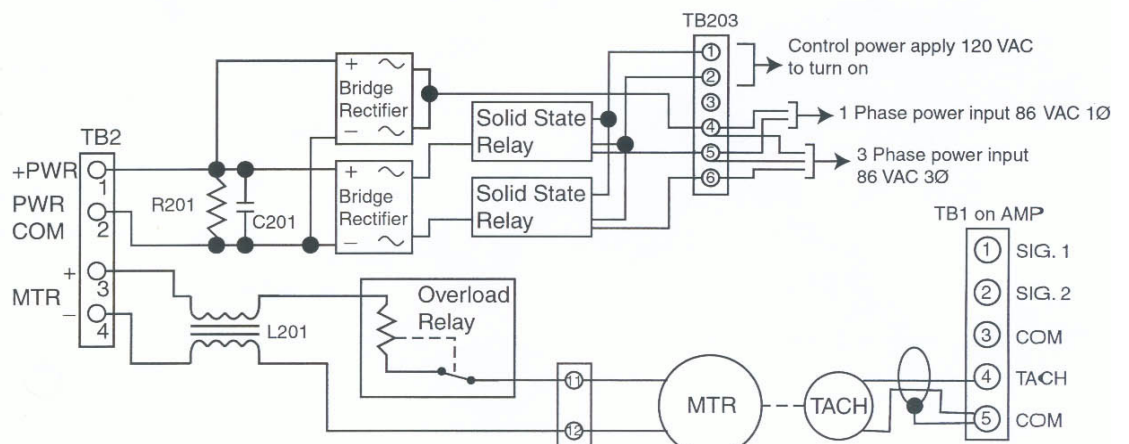 TB203
1
2
3
4
5
6
Control power apply 120 VAC
to turn on
1 Phase power input 86 VAC 1Ø
3 Phase power input
86 VAC 3Ø
+ ~
Bridge
Rectifier
– ~
Solid State
Relay
+ ~
Bridge
Rectifier
– ~
Solid State
Relay
TB2
+PWR
1
PWR
COM
2
+
3
MTR
–
4
R201
C201
L201
Overload
Relay
11
12
MTR
TACH
TB1 on AMP
1 SIG. 1
2 SIG. 2
3 COM
4 TACH
5 COM